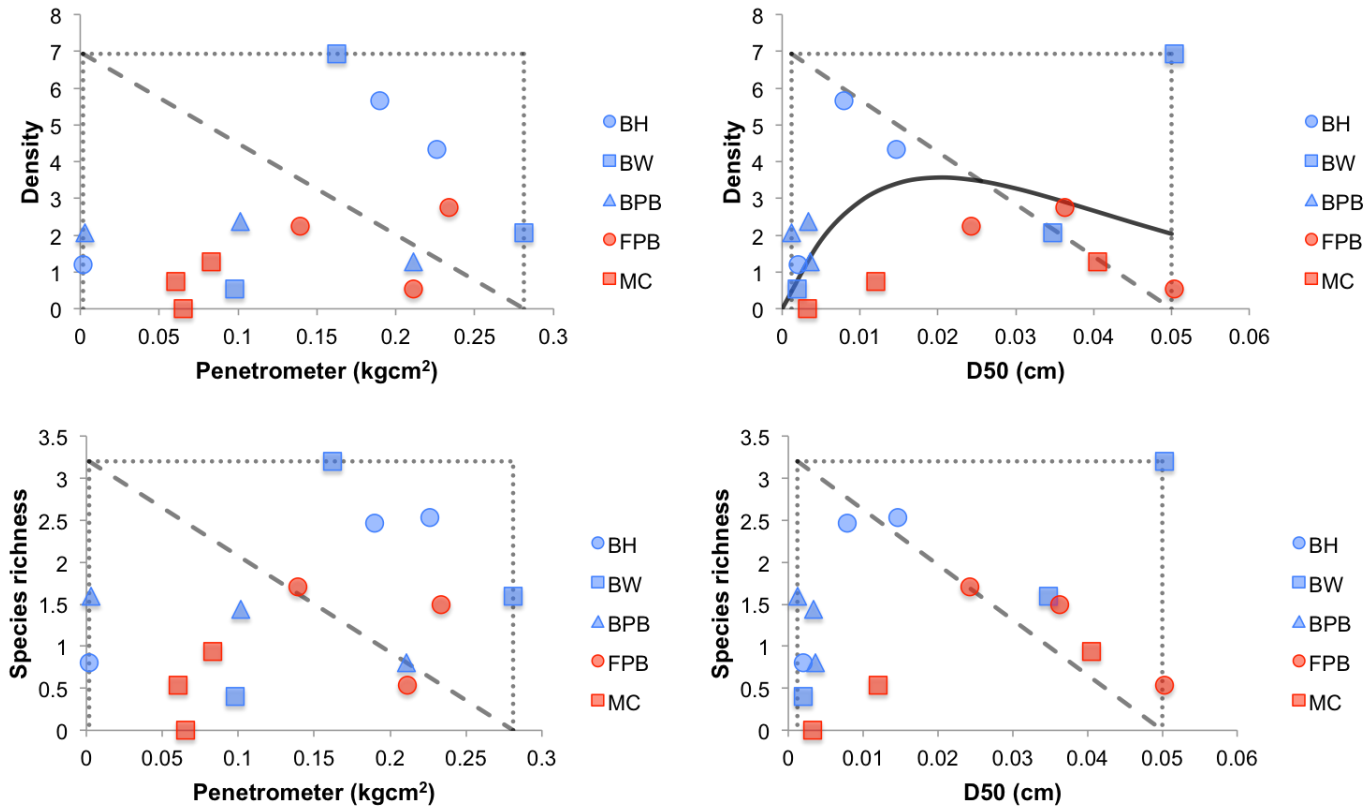 8
7
6
5
4
3
2
1
0
Density
0 0.05 0.1 0.15 0.2 0.25 0.3
Penetrometer (kgcm²)
BH
BW
BPB
FPB
MC
8
7
6
5
4
3
2
1
0
Density
0 0.01 0.02 0.03 0.04 0.05 0.06
D50 (cm)
BH
BW
BPB
FPB
MC
3.5
3
2.5
2
1.5
1
0.5
0
Species richness
0 0.05 0.1 0.15 0.2 0.25 0.3
Penetrometer (kgcm²)
BH
BW
BPB
FPB
MC
3.5
3
2.5
2
1.5
1
0.5
0
Species richness
0 0.01 0.02 0.03 0.04 0.05 0.06
D50 (cm)
BH
BW
BPB
FPB
MC